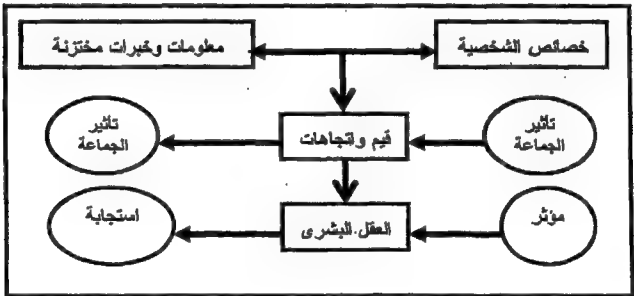 خصائص الشخصية
معلومات وخبرات مختزنة
تأثير
الجماعة
قيم واتجاهات
تأثير
الجماعة
مؤثر
العقل البشرى
استجابة